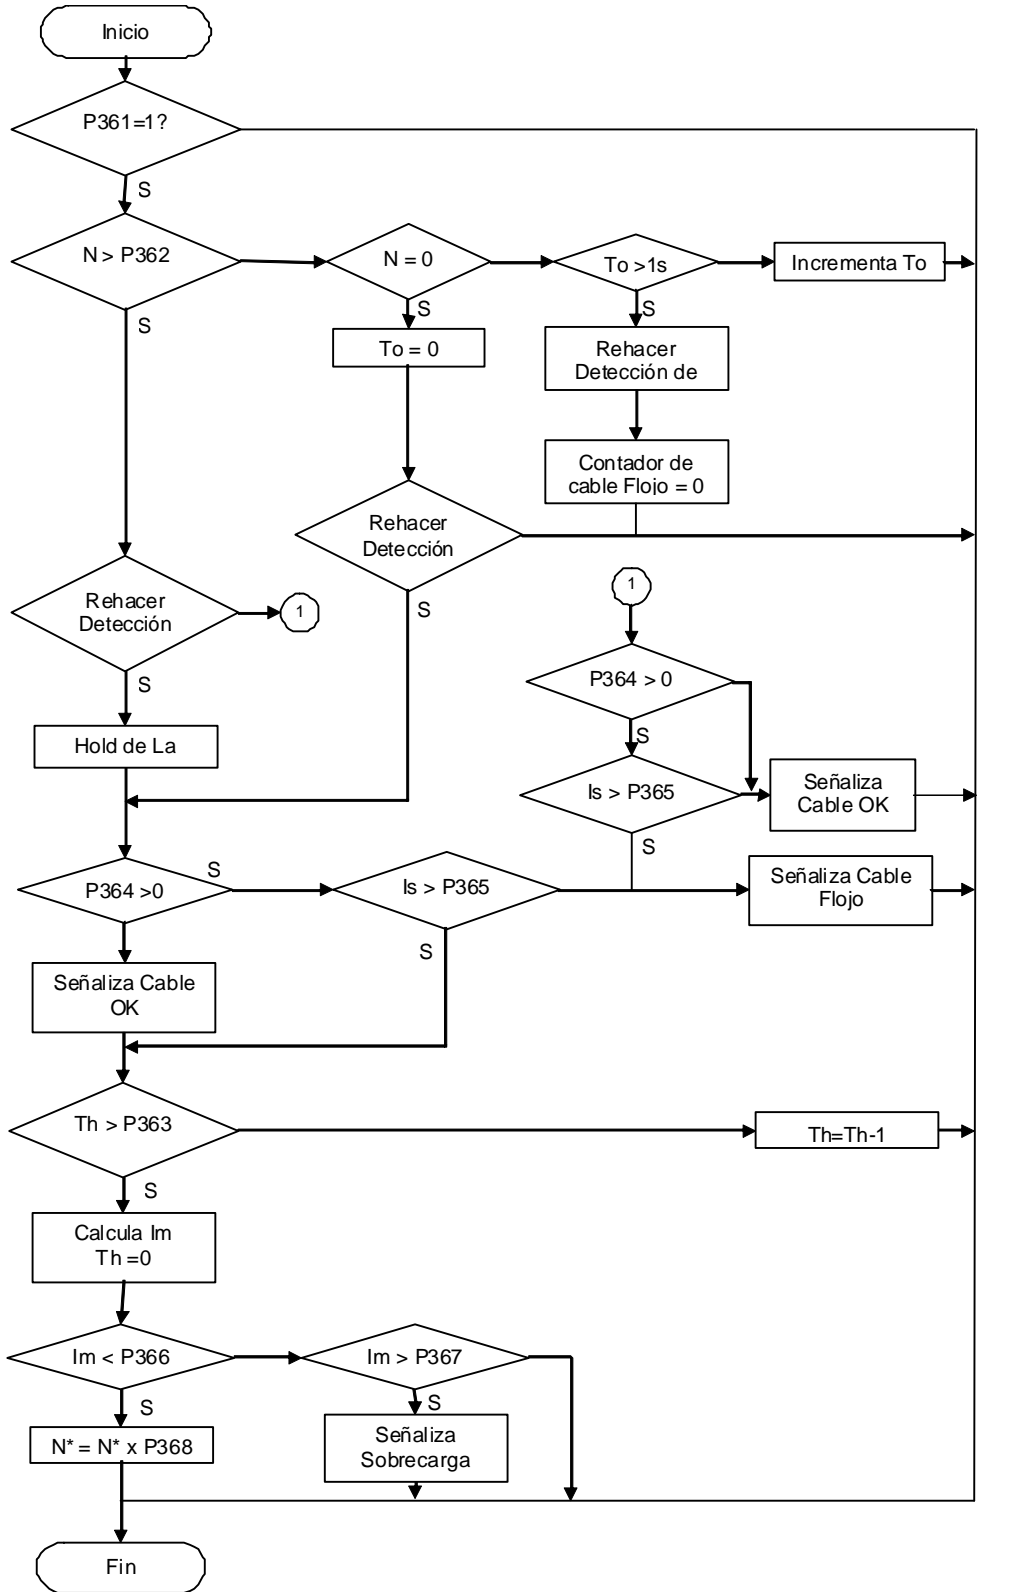 Inicio
P361=1?
S
N > P362
N = 0
To >1s
Incrementa To
S
S
S
To = 0
Rehacer
Detección de
Contador de
cable Flojo = 0
Rehacer
Detección
S
Rehacer
Detección
1
S
1
P364 > 0
S
Is > P365
S
Señaliza
Cable OK
Hold de La
P364 >0
S
Is > P365
S
Señaliza Cable
Flojo
Señaliza Cable
OK
Th > P363
S
Th=Th-1
Calcula Im
Th =0
Im < P366
S
Im > P367
S
N* = N* x P368
Señaliza
Sobrecarga
Fin